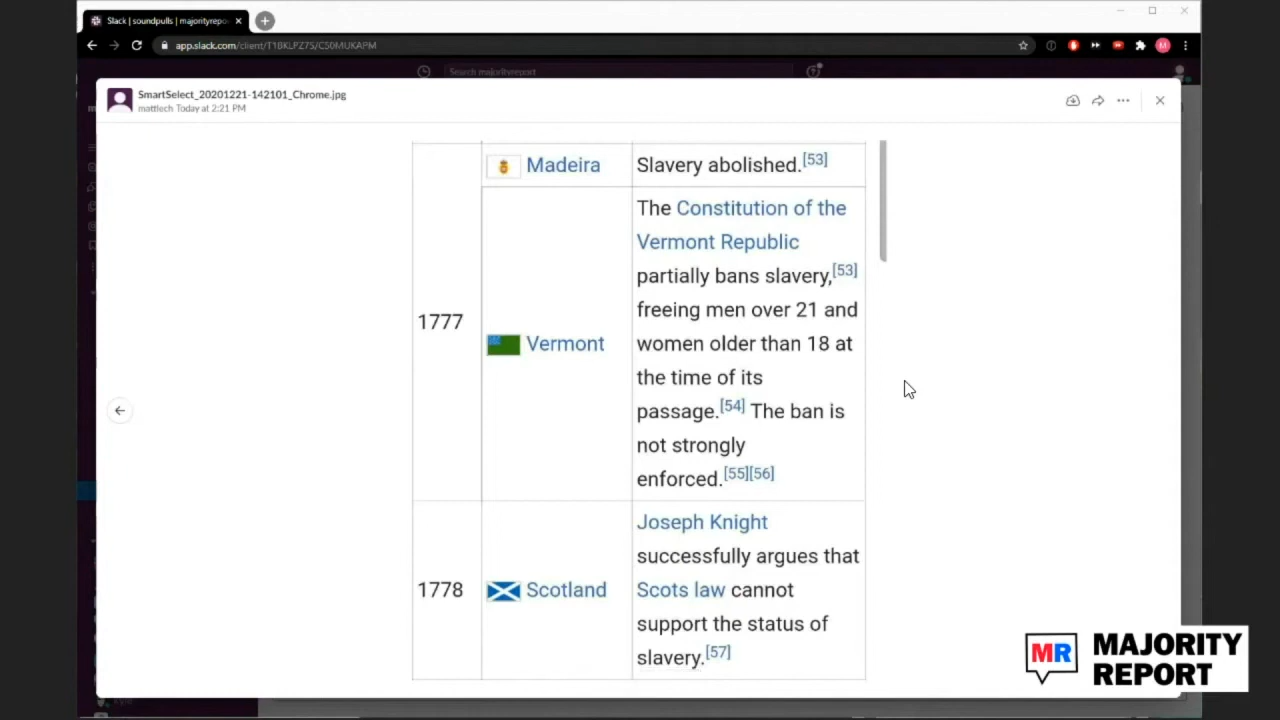 Slack | soundpulls | majorityrepo
app.slack.com/client/T1BKLPZ7S/C50MUKAPM
Search majorityreport
SmartSelect_20201221-142101_Chrome.jpg
mattlech Today at 2:21 PM
Madeira
Slavery abolished.[53]
1777
Vermont
The Constitution of the
Vermont Republic
partially bans slavery,[53]
freeing men over 21 and
women older than 18 at
the time of its
passage.[54] The ban is
not strongly
enforced.[55][56]
1778
Scotland
Joseph Knight
successfully argues that
Scots law cannot
support the status of
slavery.[57]
MR MAJORITY
REPORT